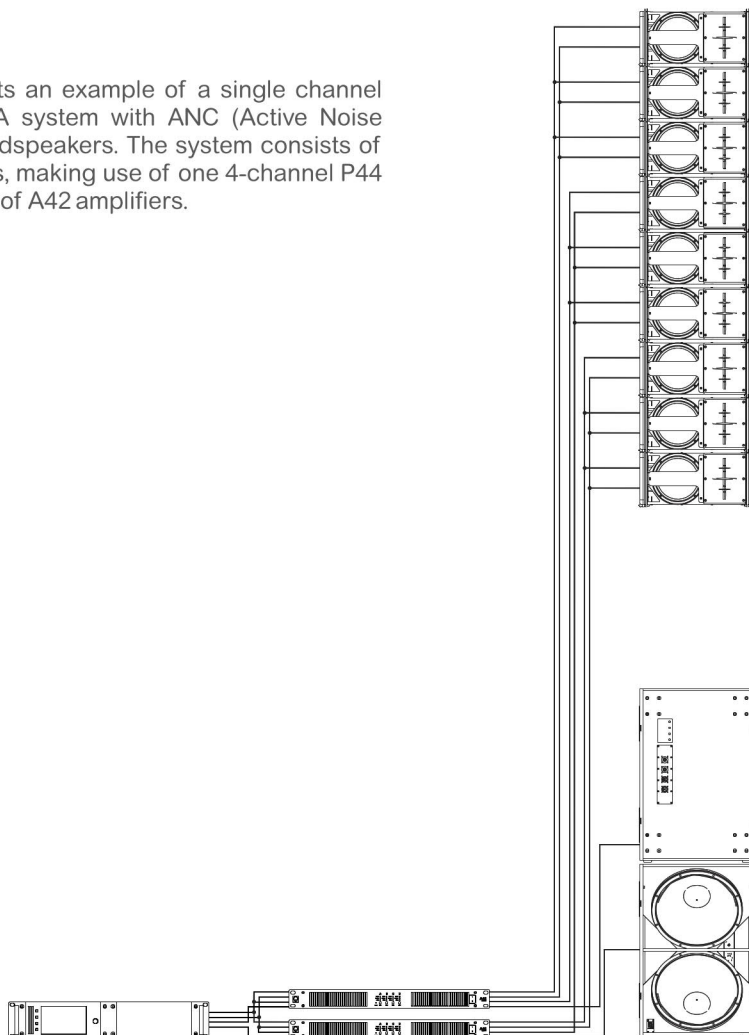 ts an example of a single channel
A system with ANC (Active Noise
dspeakers. The system consists of
s, making use of one 4-channel P44
of A42 amplifiers.